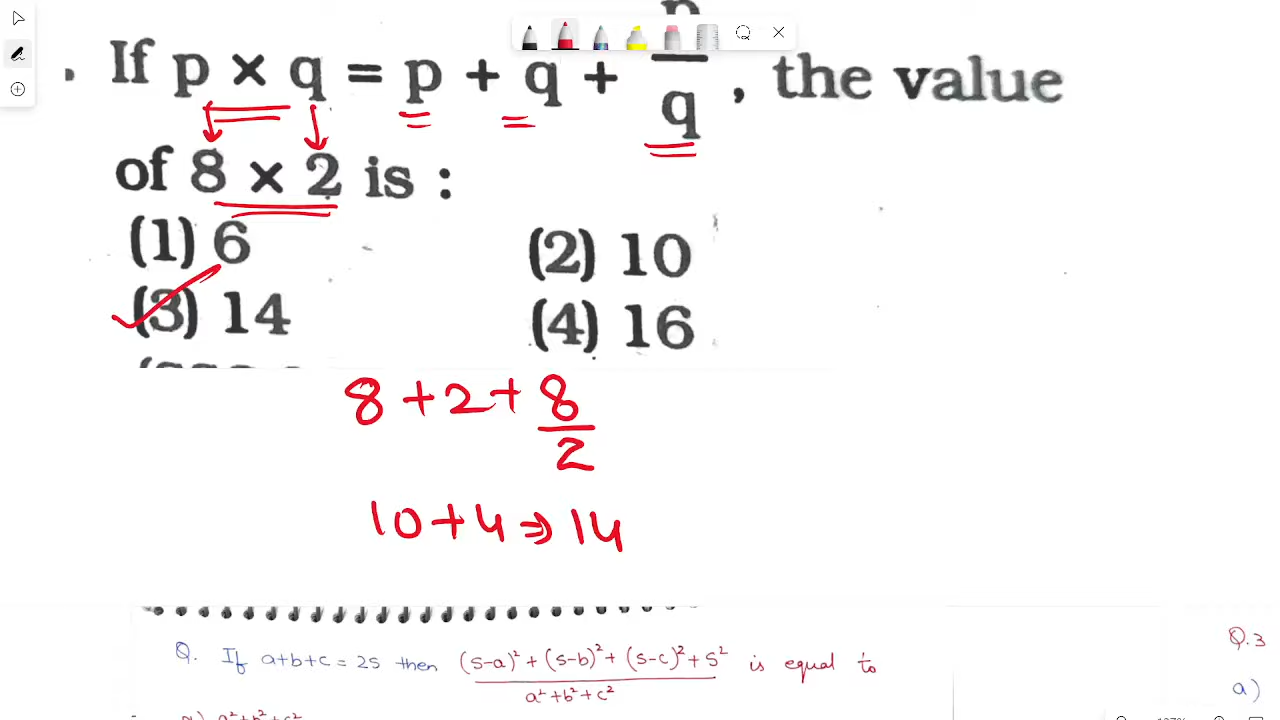 . If p × q = p + q + p/q , the value
of 8 × 2 is :
(1) 6 (2) 10
(3) 14 (4) 16
8+2+8/2
10+4⇒14
Q. If a+b+c = 2s then (s-a)²+(s-b)²+(s-c)²+s² / a²+b²+c² is equal to
Q.3
a)